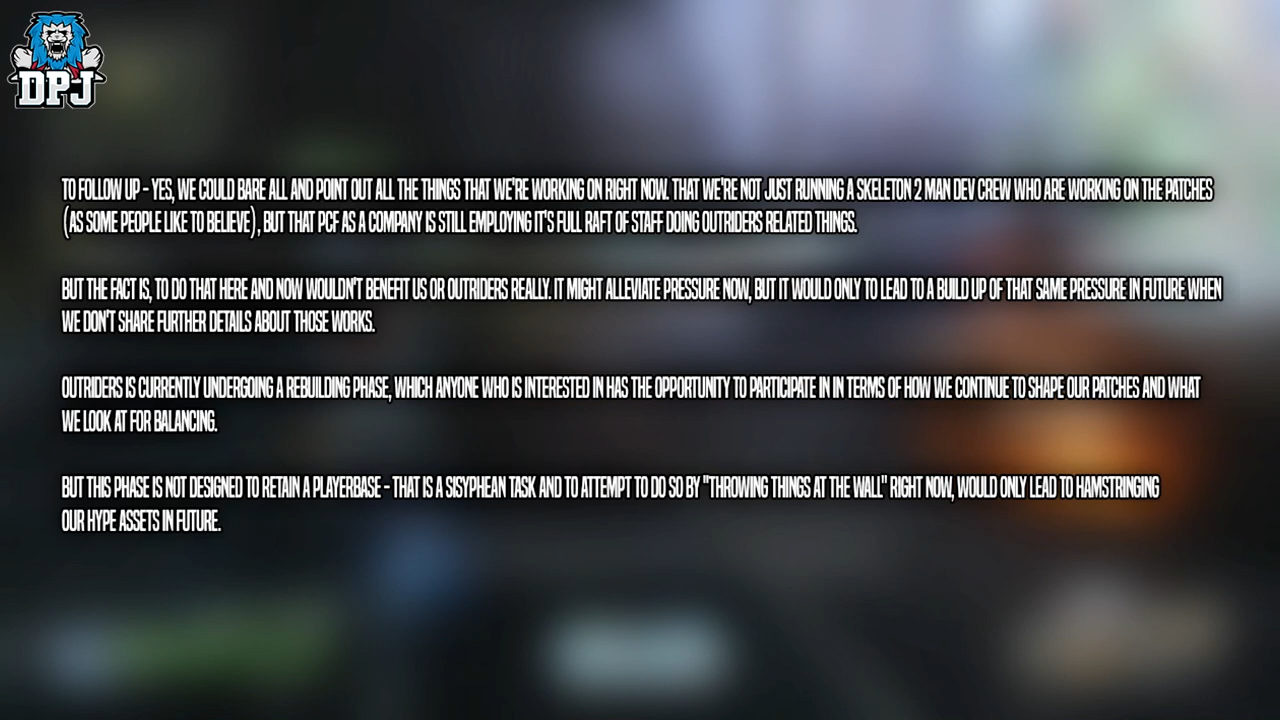 DPJ
TO FOLLOW UP - YES, WE COULD BARE ALL AND POINT OUT ALL THE THINGS THAT WE'RE WORKING ON RIGHT NOW. THAT WE'RE NOT JUST RUNNING A SKELETON 2 MAN DEV CREW WHO ARE WORKING ON THE PATCHES
(AS SOME PEOPLE LIKE TO BELIEVE), BUT THAT PCF AS A COMPANY IS STILL EMPLOYING IT'S FULL RAFT OF STAFF DOING OUTRIDERS RELATED THINGS.
BUT THE FACT IS, TO DO THAT HERE AND NOW WOULDN'T BENEFIT US OR OUTRIDERS REALLY. IT MIGHT ALLEVIATE PRESSURE NOW, BUT IT WOULD ONLY TO LEAD TO A BUILD UP OF THAT SAME PRESSURE IN FUTURE WHEN
WE DON'T SHARE FURTHER DETAILS ABOUT THOSE WORKS.
OUTRIDERS IS CURRENTLY UNDERGOING A REBUILDING PHASE, WHICH ANYONE WHO IS INTERESTED IN HAS THE OPPORTUNITY TO PARTICIPATE IN IN TERMS OF HOW WE CONTINUE TO SHAPE OUR PATCHES AND WHAT
WE LOOK AT FOR BALANCING.
BUT THIS PHASE IS NOT DESIGNED TO RETAIN A PLAYERBASE - THAT IS A SISYPHEAN TASK AND TO ATTEMPT TO DO SO BY "THROWING THINGS AT THE WALL" RIGHT NOW, WOULD ONLY LEAD TO HAMSTRINGING
OUR HYPE ASSETS IN FUTURE.